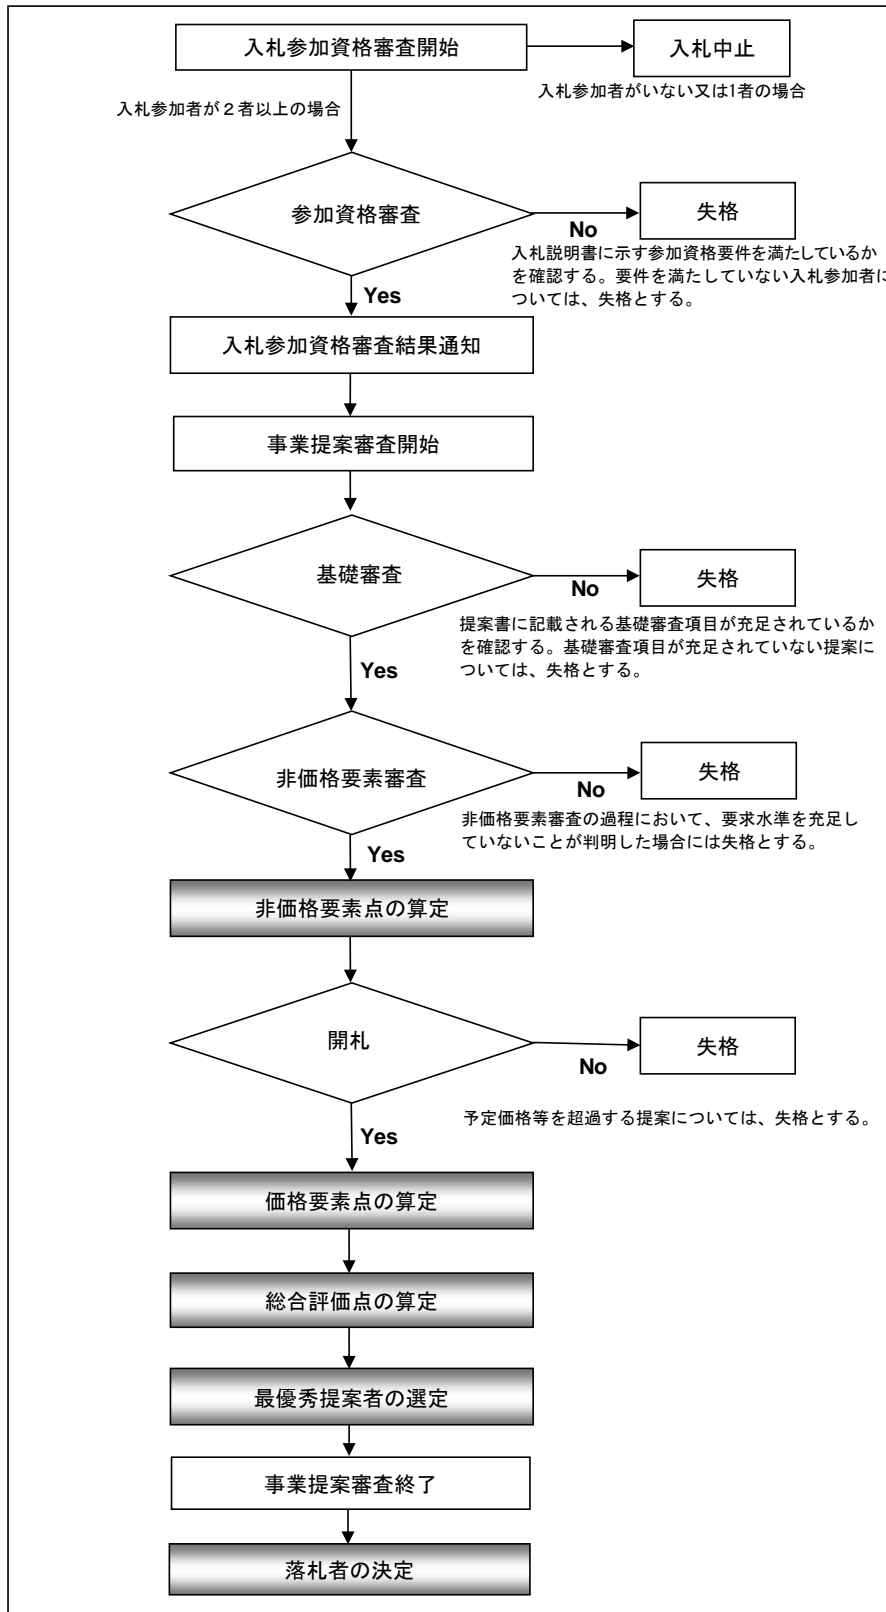 入札参加資格審査開始
入札中止
入札参加者がいない又は1者の場合
入札参加者が２者以上の場合
参加資格審査
失格
No
入札説明書に示す参加資格要件を満たしているか
を確認する。要件を満たしていない入札参加者に
ついては、失格とする。
Yes
入札参加資格審査結果通知
事業提案審査開始
基礎審査
失格
No
提案書に記載される基礎審査項目が充足されているか
を確認する。基礎審査項目が充足されていない提案に
ついては、失格とする。
Yes
非価格要素審査
失格
No
非価格要素審査の過程において、要求水準を充足し
ていないことが判明した場合には失格とする。
Yes
非価格要素点の算定
開札
失格
No
予定価格等を超過する提案については、失格とする。
Yes
価格要素点の算定
総合評価点の算定
最優秀提案者の選定
事業提案審査終了
落札者の決定